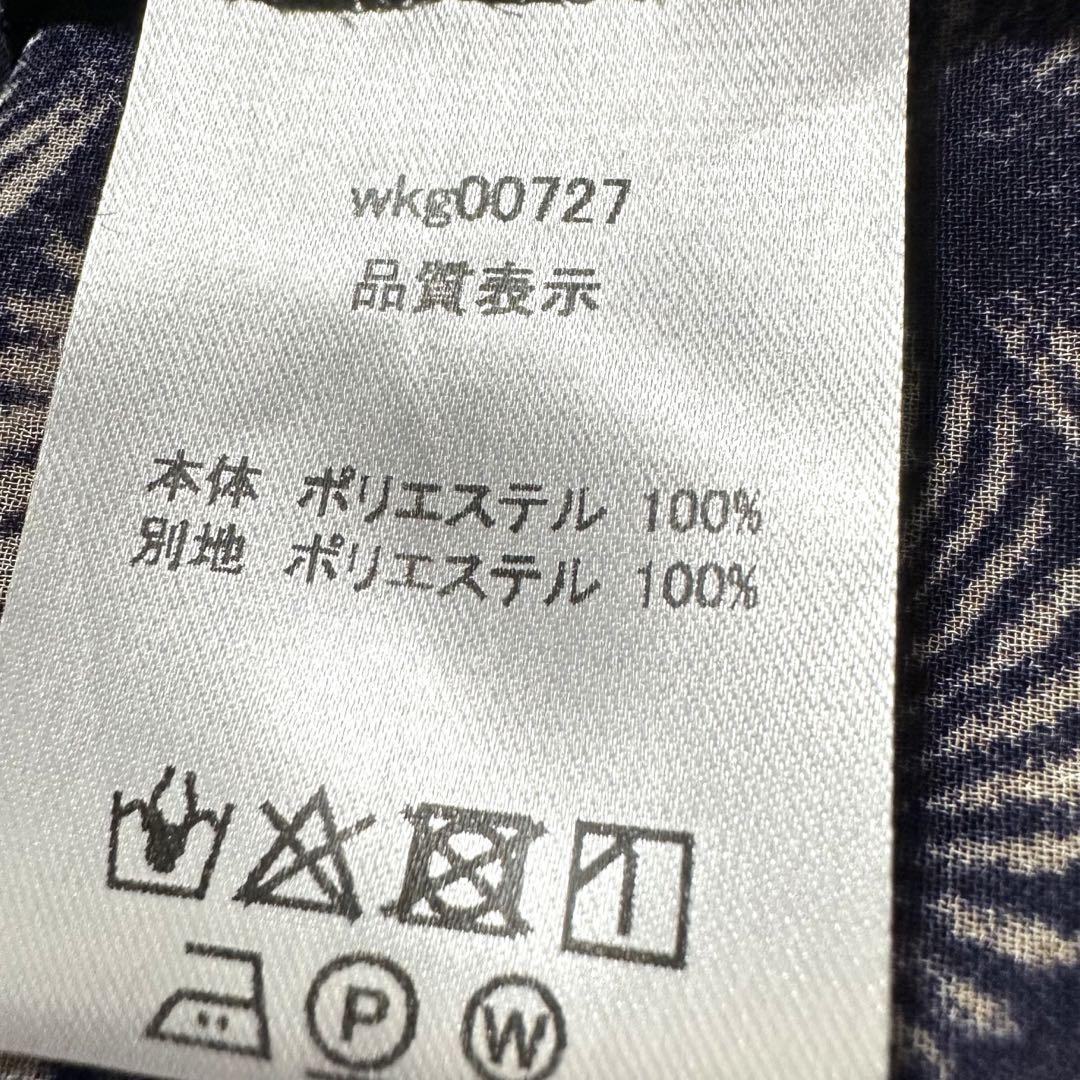 wkg00727
品質表示
本体 ポリエステル 100%
別地 ポリエステル 100%
P W